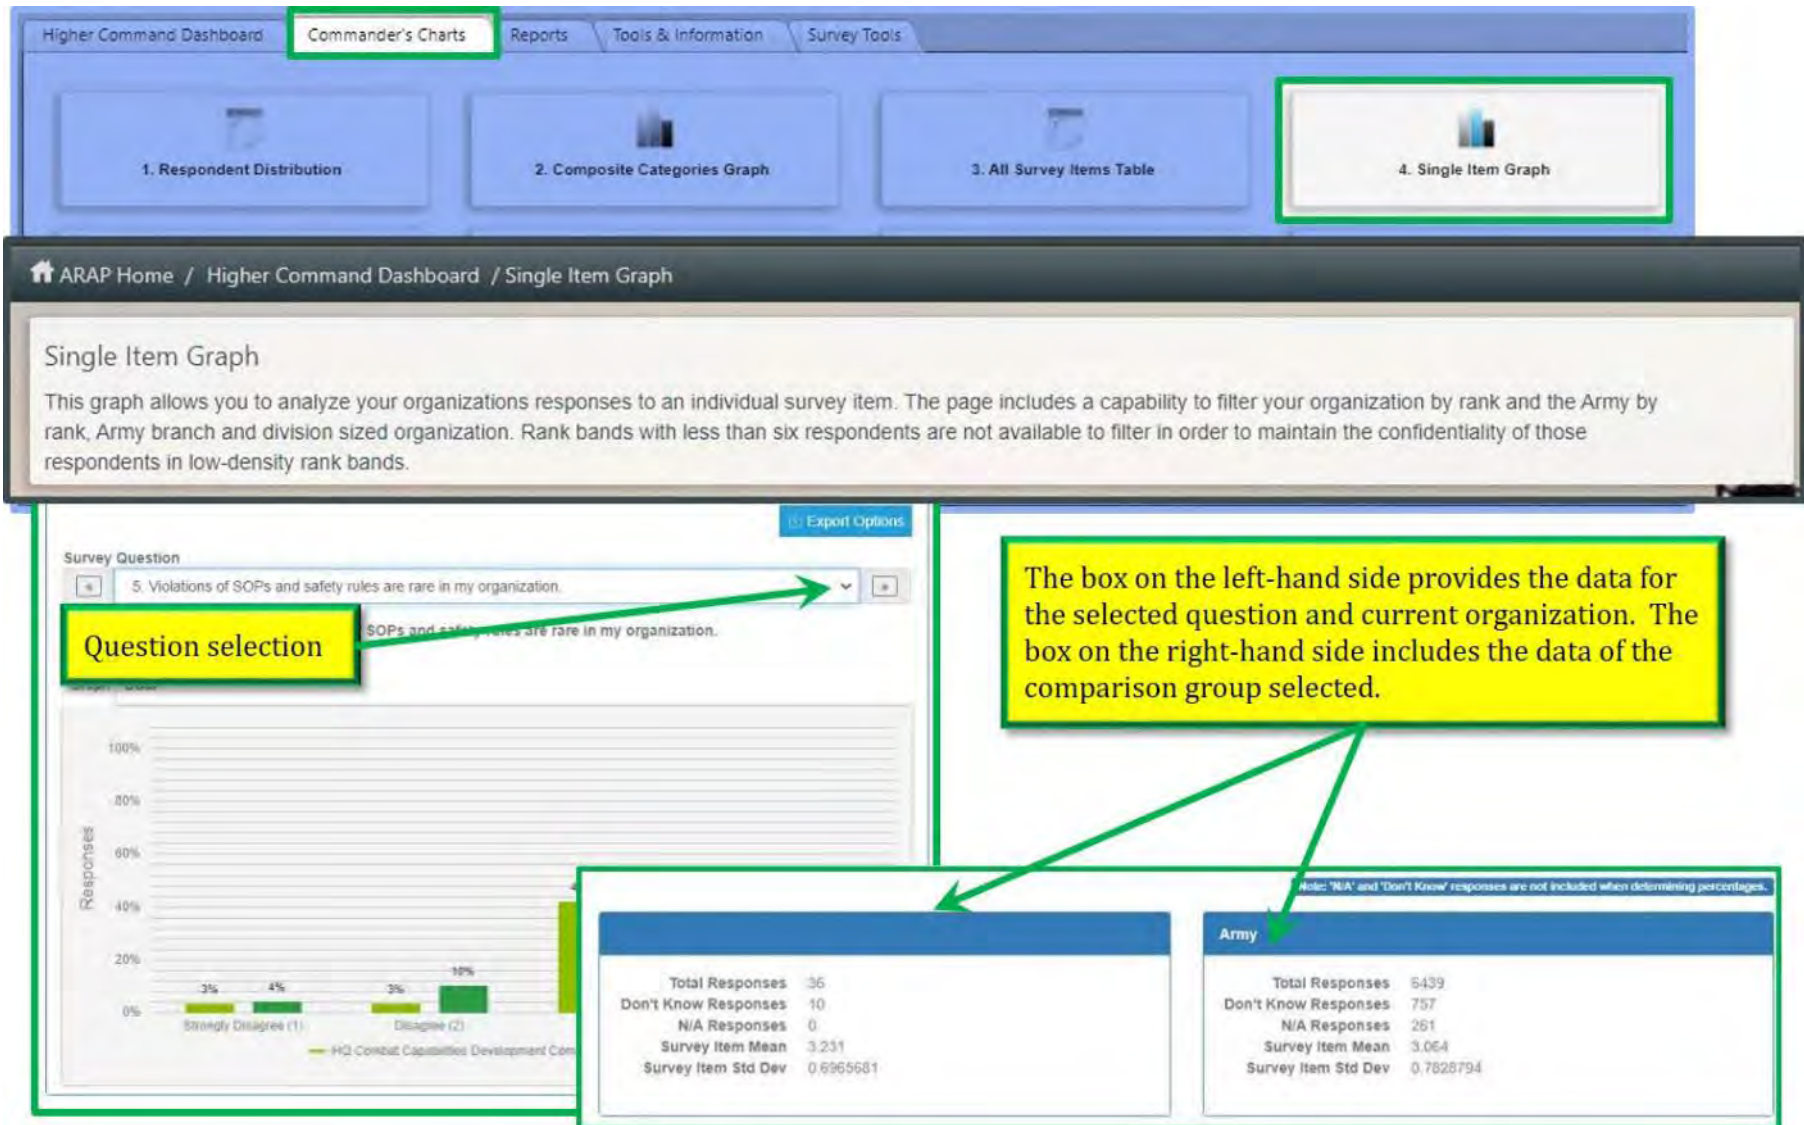 Higher Command Dashboard
Commander's Charts
Reports
Tools & Information
Survey Tools
1. Respondent Distribution
2. Composite Categories Graph
3. All Survey Items Table
4. Single Item Graph
ARAP Home / Higher Command Dashboard / Single Item Graph
Single Item Graph
This graph allows you to analyze your organizations responses to an individual survey item. The page includes a capability to filter your organization by rank and the Army by
rank, Army branch and division sized organization. Rank bands with less than six respondents are not available to filter in order to maintain the confidentiality of those
respondents in low-density rank bands.
Export Options
Survey Question
5. Violations of SOPs and safety rules are rare in my organization.
SOPs and safety rules are rare in my organization.
Question selection
The box on the left-hand side provides the data for
the selected question and current organization. The
box on the right-hand side includes the data of the
comparison group selected.
Responses
100%
80%
60%
40%
20%
0%
3%
4%
3%
10%
Strongly Disagree (1)
Disagree (2)
HQ Combat Capabilities Development Com
Note: 'N/A' and 'Don't Know' responses are not included when determining percentages.
Total Responses 36
Don't Know Responses 10
N/A Responses 0
Survey Item Mean 3.231
Survey Item Std Dev 0.6965681
Army
Total Responses 6439
Don't Know Responses 757
N/A Responses 261
Survey Item Mean 3.064
Survey Item Std Dev 0.7828794